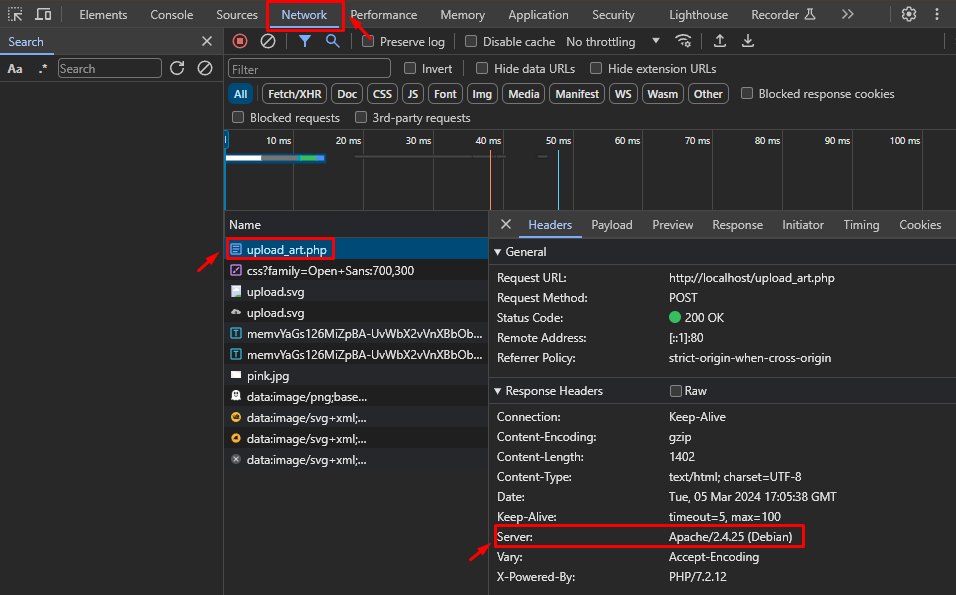 Elements Console Sources Network Performance Memory Application Security Lighthouse Recorder
Search
Preserve log Disable cache No throttling
Aa .* Search
Filter Invert Hide data URLs Hide extension URLs
All Fetch/XHR Doc CSS JS Font Img Media Manifest WS Wasm Other Blocked response cookies
Blocked requests 3rd-party requests
10 ms 20 ms 30 ms 40 ms 50 ms 60 ms 70 ms 80 ms 90 ms 100 ms
Name
upload_art.php
css?family=Open+Sans:700,300
upload.svg
upload.svg
memvYaGs126MiZpBA-UvWbX2vVnXBbOb...
memvYaGs126MiZpBA-UvWbX2vVnXBbOb...
pink.jpg
data:image/png;base...
data:image/svg+xml;...
data:image/svg+xml;...
data:image/svg+xml;...
Headers Payload Preview Response Initiator Timing Cookies
General
Request URL: http://localhost/upload_art.php
Request Method: POST
Status Code: 200 OK
Remote Address: [::1]:80
Referrer Policy: strict-origin-when-cross-origin
Response Headers Raw
Connection: Keep-Alive
Content-Encoding: gzip
Content-Length: 1402
Content-Type: text/html; charset=UTF-8
Date: Tue, 05 Mar 2024 17:05:38 GMT
Keep-Alive: timeout=5, max=100
Server: Apache/2.4.25 (Debian)
Vary: Accept-Encoding
X-Powered-By: PHP/7.2.12